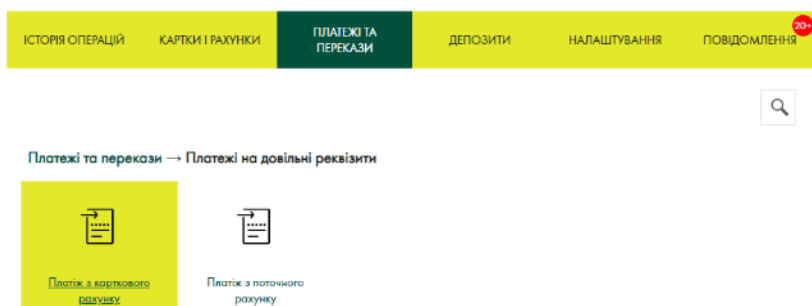 ІСТОРІЯ ОПЕРАЦІЙ КАРТКИ І РАХУНКИ ПЛАТЕЖІ ТА ПЕРЕКАЗИ ДЕПОЗИТИ НАЛАШТУВАННЯ ПОВІДОМЛЕННЯ 20+
Платежі та перекази → Платежі на довільні реквізити
Платіж з карткового
рахунку
Платіж з поточного
рахунку